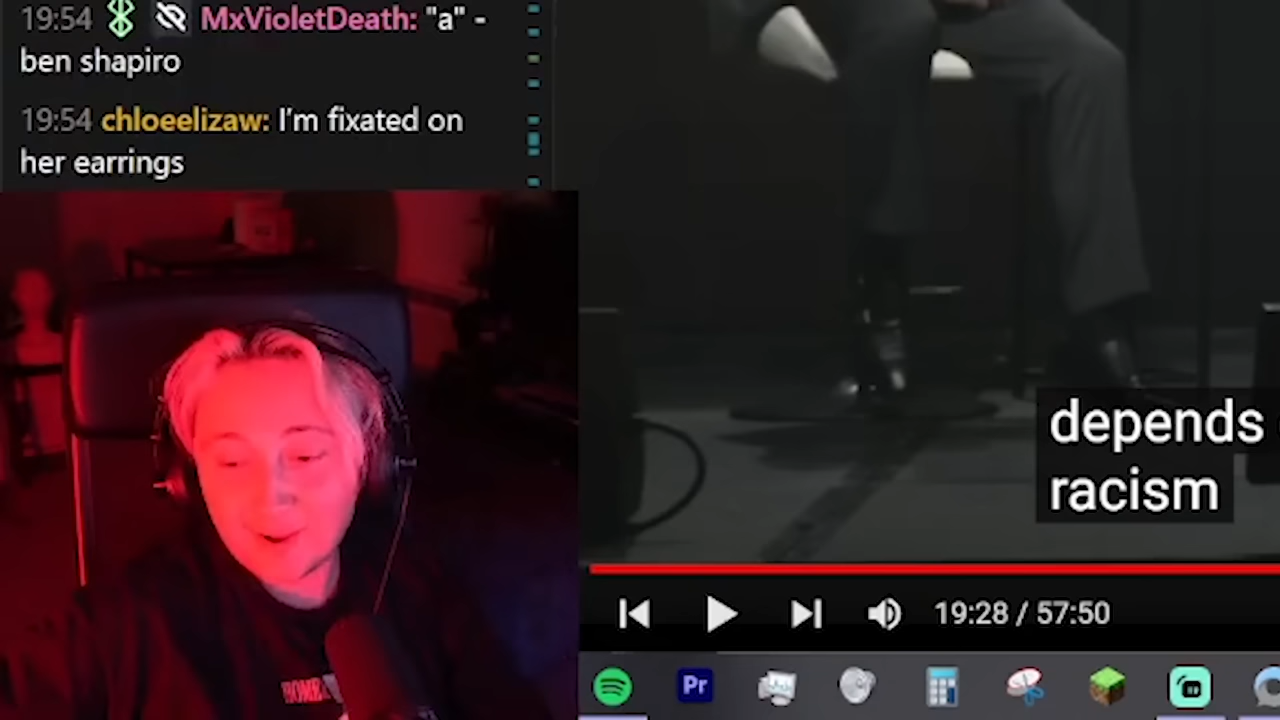 19:54 MxVioletDeath: "a" -
ben shapiro
19:54 chloeelizaw: I'm fixated on
her earrings
depends
racism
19:28 / 57:50
Pr